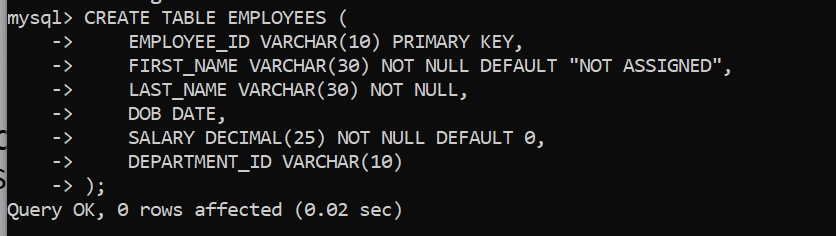 mysql> CREATE TABLE EMPLOYEES (
    ->     EMPLOYEE_ID VARCHAR(10) PRIMARY KEY,
    ->     FIRST_NAME VARCHAR(30) NOT NULL DEFAULT "NOT ASSIGNED",
    ->     LAST_NAME VARCHAR(30) NOT NULL,
    ->     DOB DATE,
    ->     SALARY DECIMAL(25) NOT NULL DEFAULT 0,
    ->     DEPARTMENT_ID VARCHAR(10)
    -> );
Query OK, 0 rows affected (0.02 sec)